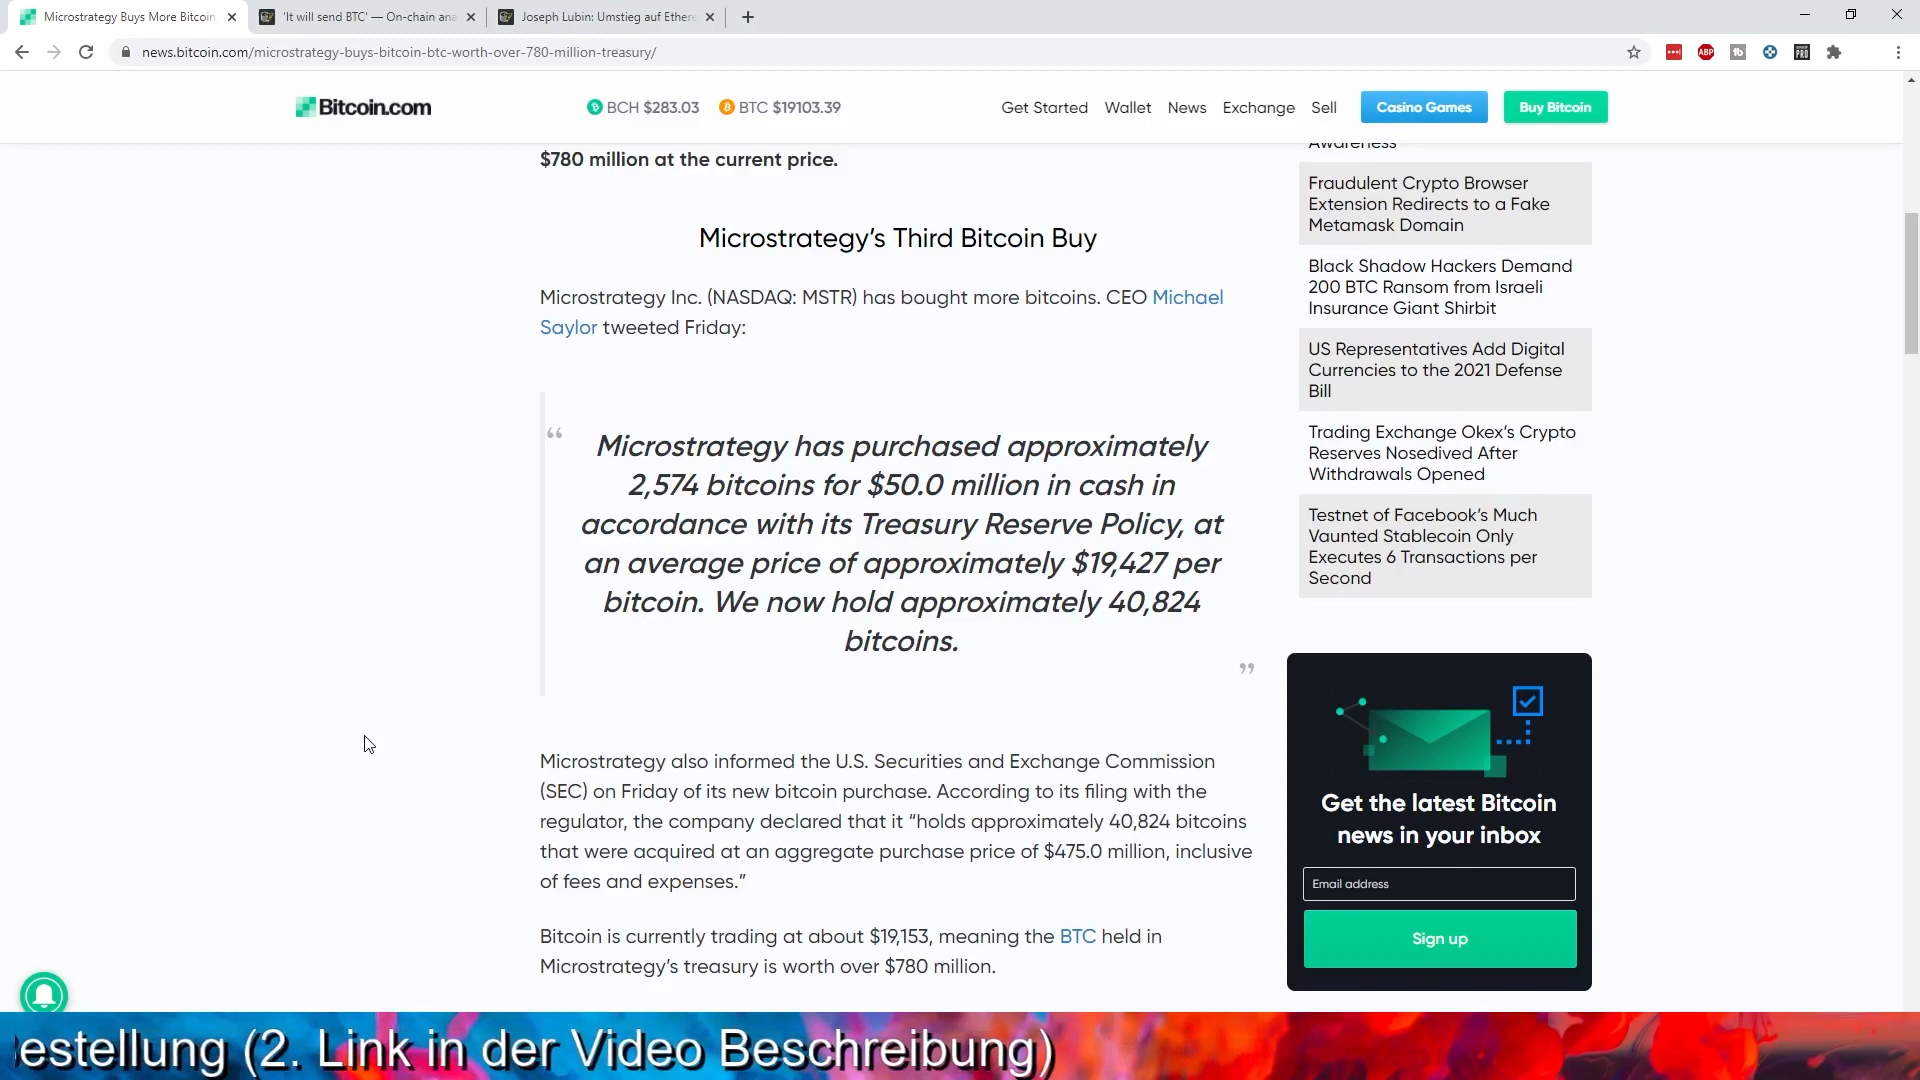 Microstrategy Buys More Bitcoin
'It will send BTC' — On-chain ana
Joseph Lubin: Umstieg auf Ethere
news.bitcoin.com/microstrategy-buys-bitcoin-btc-worth-over-780-million-treasury/
ABP
PRO
Bitcoin.com
BCH $283.03
BTC $19103.39
Get Started
Wallet
News
Exchange
Sell
Casino Games
Buy Bitcoin
$780 million at the current price.
Microstrategy’s Third Bitcoin Buy
Microstrategy Inc. (NASDAQ: MSTR) has bought more bitcoins. CEO Michael
Saylor tweeted Friday:
“ Microstrategy has purchased approximately
2,574 bitcoins for $50.0 million in cash in
accordance with its Treasury Reserve Policy, at
an average price of approximately $19,427 per
bitcoin. We now hold approximately 40,824
bitcoins.
”
Microstrategy also informed the U.S. Securities and Exchange Commission
(SEC) on Friday of its new bitcoin purchase. According to its filing with the
regulator, the company declared that it “holds approximately 40,824 bitcoins
that were acquired at an aggregate purchase price of $475.0 million, inclusive
of fees and expenses.”
Bitcoin is currently trading at about $19,153, meaning the BTC held in
Microstrategy’s treasury is worth over $780 million.
Awareness
Fraudulent Crypto Browser
Extension Redirects to a Fake
Metamask Domain
Black Shadow Hackers Demand
200 BTC Ransom from Israeli
Insurance Giant Shirbit
US Representatives Add Digital
Currencies to the 2021 Defense
Bill
Trading Exchange Okex’s Crypto
Reserves Nosedived After
Withdrawals Opened
Testnet of Facebook’s Much
Vaunted Stablecoin Only
Executes 6 Transactions per
Second
Get the latest Bitcoin
news in your inbox
Email address
Sign up
estellung (2. Link in der Video Beschreibung)